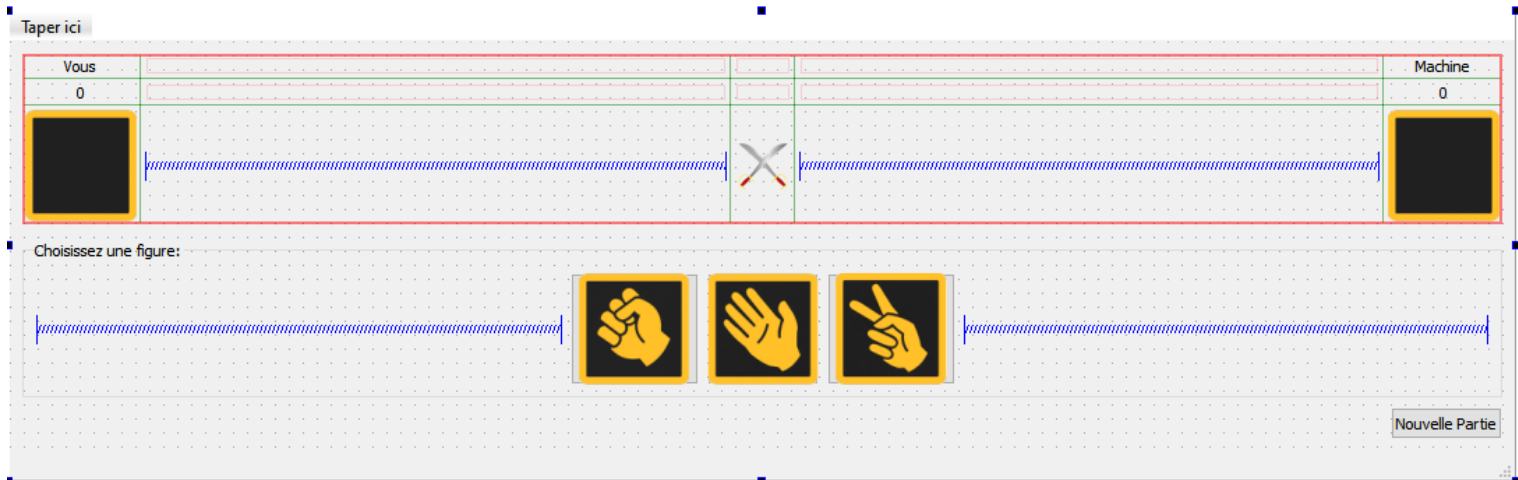 Taper ici
Vous Machine
0 0
Choisissez une figure:
Nouvelle Partie